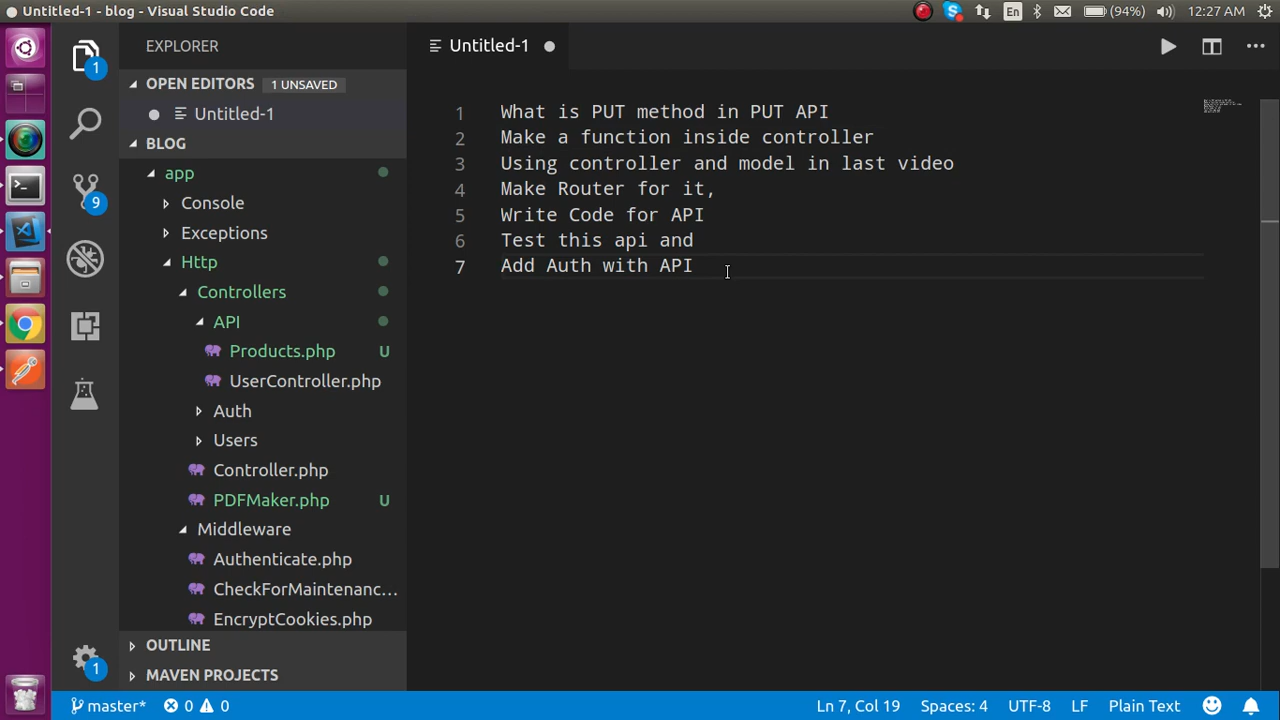 Untitled-1 - blog - Visual Studio Code
En
(94%)
12:27 AM
EXPLORER
Untitled-1
OPEN EDITORS
1 UNSAVED
Untitled-1
BLOG
app
Console
Exceptions
Http
Controllers
API
Products.php
U
UserController.php
Auth
Users
Controller.php
PDFMaker.php
U
Middleware
Authenticate.php
CheckForMaintenanc...
EncryptCookies.php
OUTLINE
MAVEN PROJECTS
1
9
1
1 What is PUT method in PUT API
2 Make a function inside controller
3 Using controller and model in last video
4 Make Router for it,
5 Write Code for API
6 Test this api and
7 Add Auth with API
master*
0
0
Ln 7, Col 19
Spaces: 4
UTF-8
LF
Plain Text